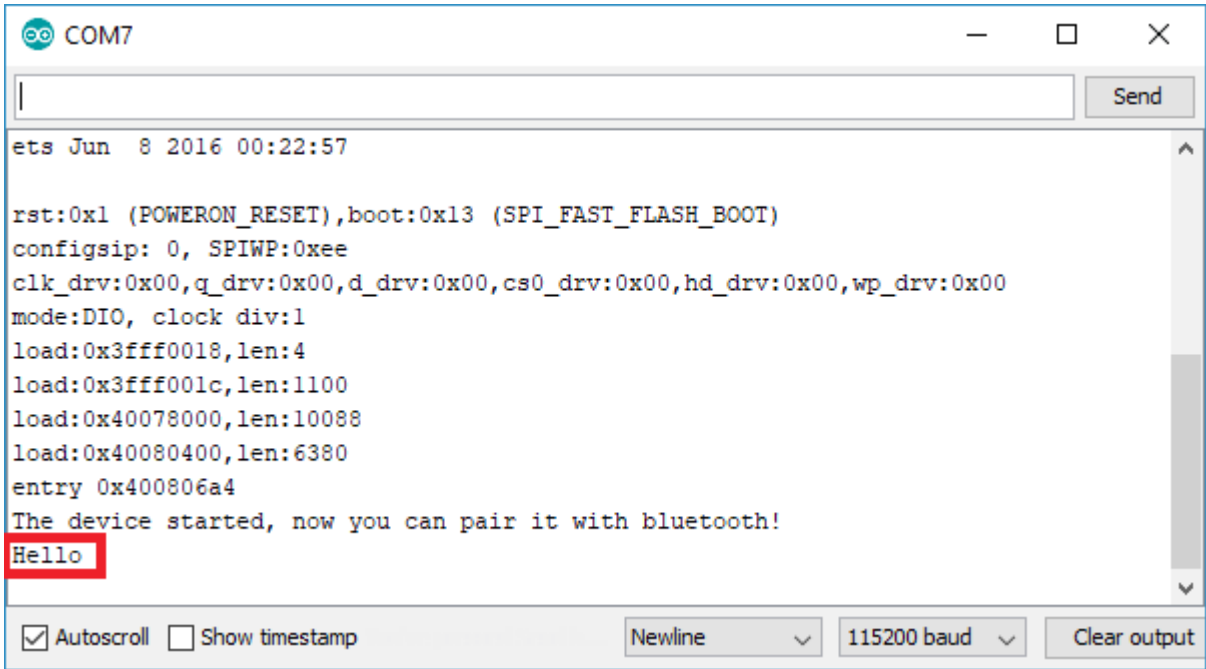 COM7
Send
ets Jun  8 2016 00:22:57
rst:0x1 (POWERON_RESET),boot:0x13 (SPI_FAST_FLASH_BOOT)
configsip: 0, SPIWP:0xee
clk_drv:0x00,q_drv:0x00,d_drv:0x00,cs0_drv:0x00,hd_drv:0x00,wp_drv:0x00
mode:DIO, clock div:1
load:0x3fff0018,len:4
load:0x3fff001c,len:1100
load:0x40078000,len:10088
load:0x40080400,len:6380
entry 0x400806a4
The device started, now you can pair it with bluetooth!
Hello
Autoscroll Show timestamp Newline 115200 baud Clear output